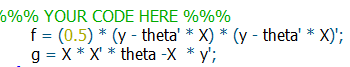 %%% YOUR CODE HERE %%%
f = (0.5) * (y - theta' * X) * (y - theta' * X)';
g = X * X' * theta -X * y';